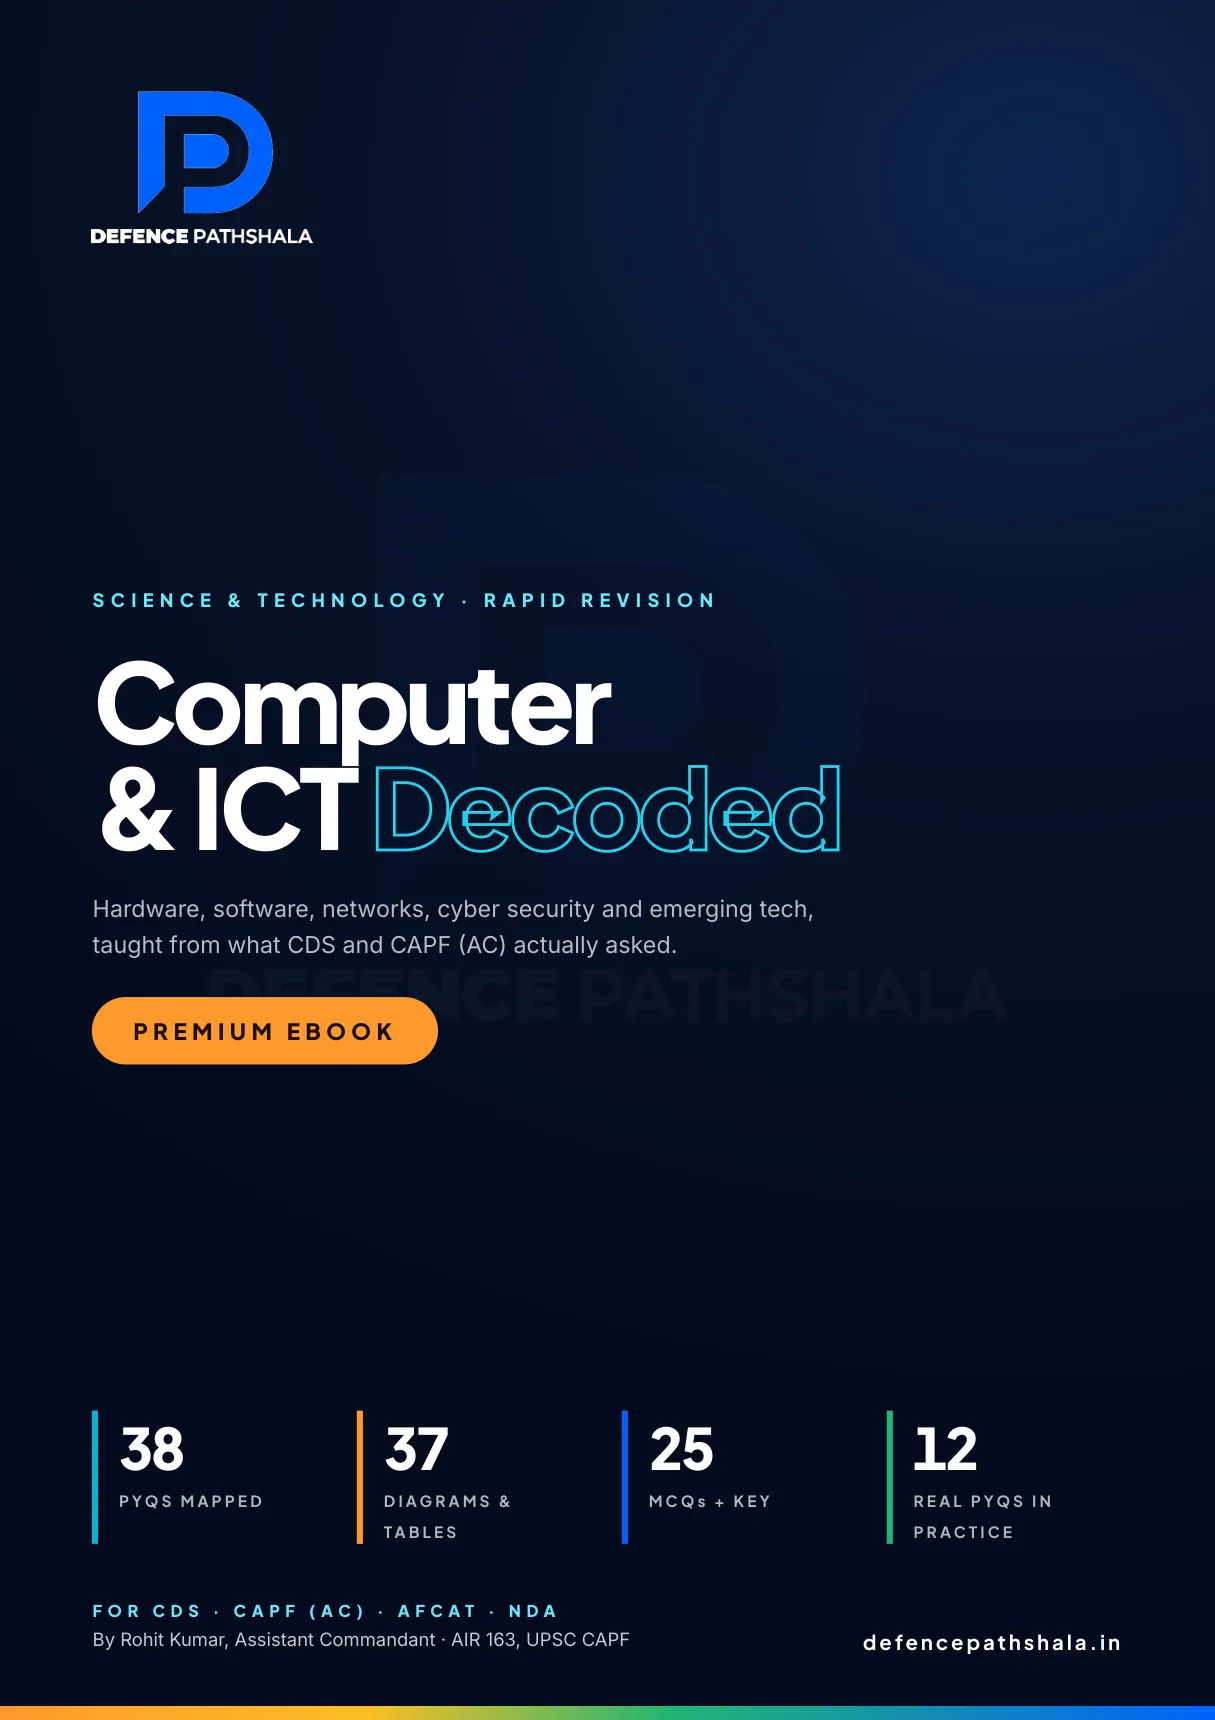 DEFENCE PATHSHALA
SCIENCE & TECHNOLOGY · RAPID REVISION
Computer
& ICT Decoded
Hardware, software, networks, cyber security and emerging tech,
taught from what CDS and CAPF (AC) actually asked.
DEFENCE PATHSHALA
PREMIUM EBOOK
38
PYQS MAPPED
37
DIAGRAMS &
TABLES
25
MCQs + KEY
12
REAL PYQS IN
PRACTICE
FOR CDS · CAPF (AC) · AFCAT · NDA
By Rohit Kumar, Assistant Commandant · AIR 163, UPSC CAPF
defencepathshala.in